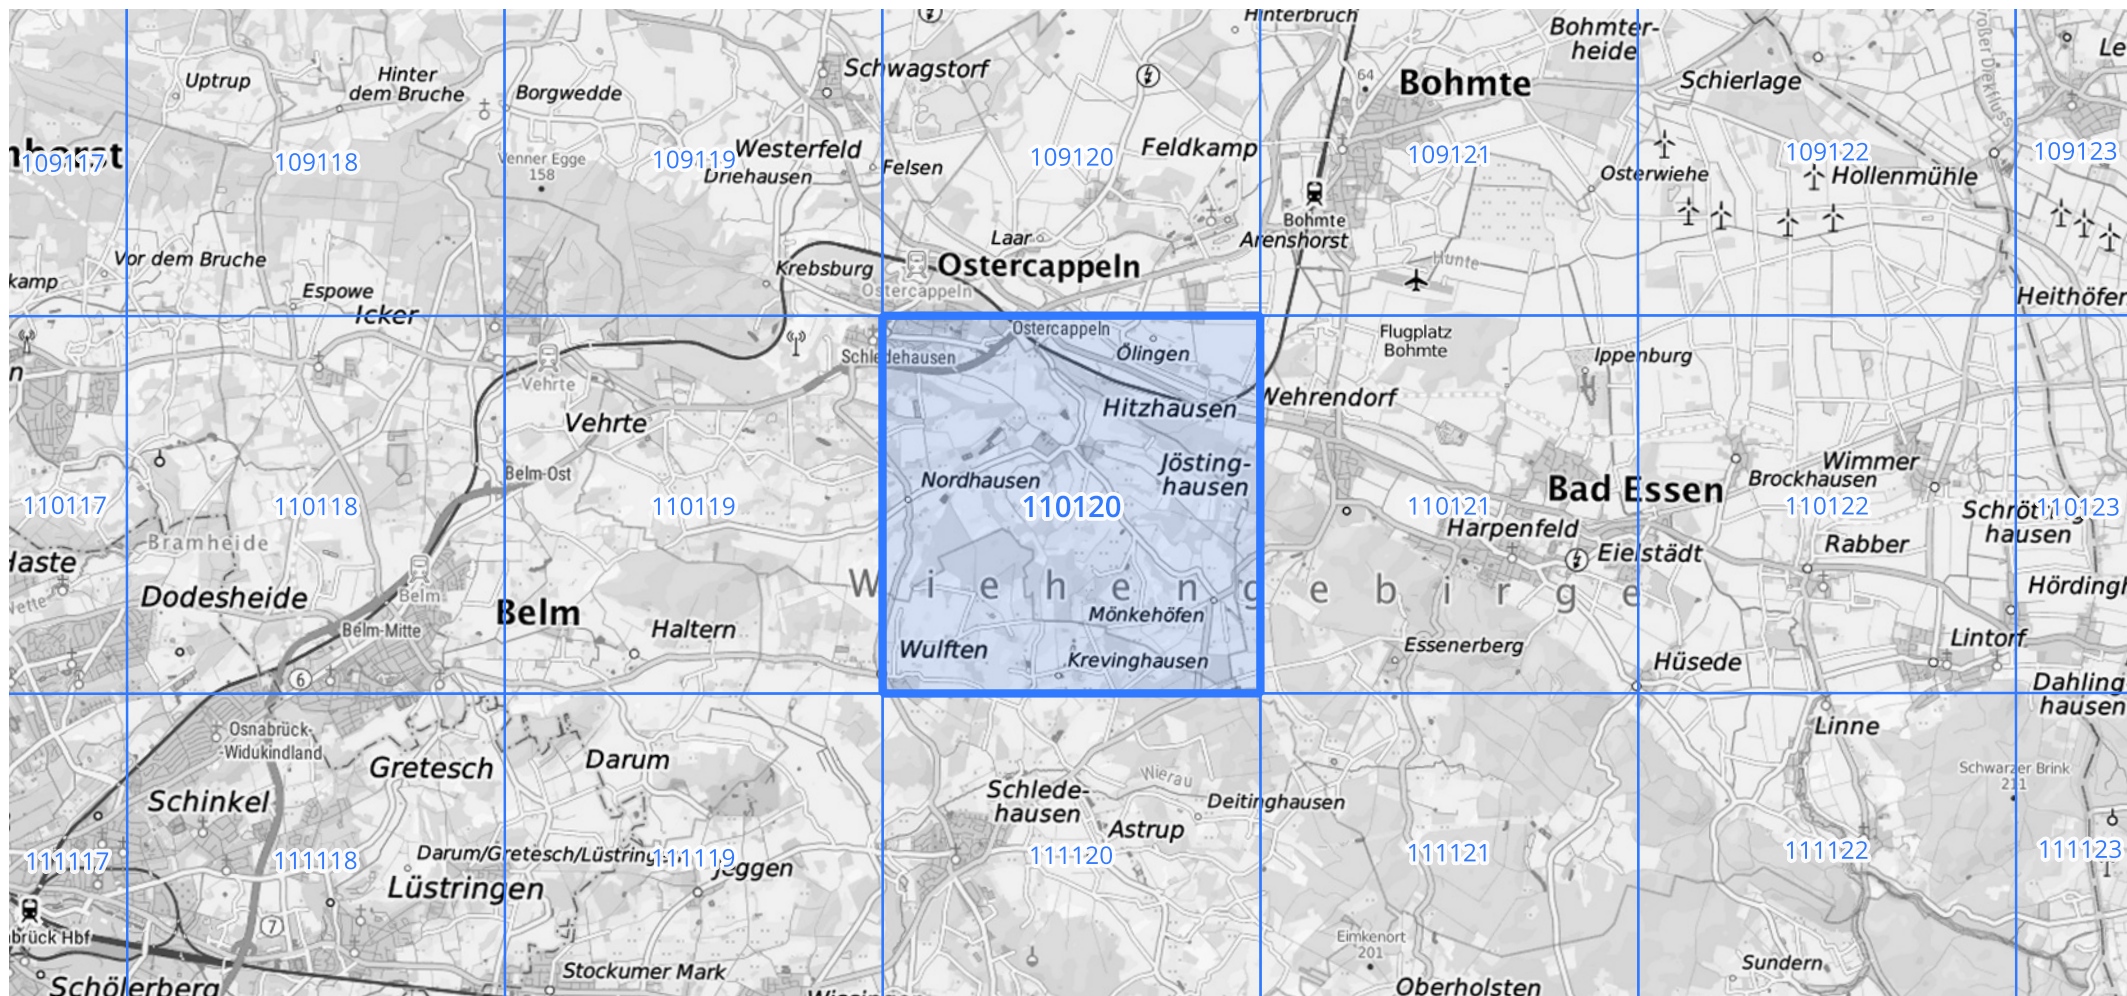 Hinterbruch
Bohmter-
heide
Schwagstorf
64
Bohmte
Schierlage
Uptrup
Hinter
dem Bruche
Borgwedde
109117
109118
Venner Egge
158
109119
Westerfeld
Driehausen
Felsen
109120
Feldkamp
109121
Osterwiehe
109122
Hollenmühle
109123
Vor dem Bruche
Krebsburg
Laar
Ostercappeln
Ostercappeln
Bohmte
Arenshorst
Hunte
kamp
Espowe
Icker
Heithöfen
Vehrte
Schledehausen
Ostercappeln
Ölingen
Flugplatz
Bohmte
Ippenburg
Vehrte
Hitzhausen
Wehrendorf
Belm-Ost
Nordhausen
Jösting-
hausen
Bad Essen
Wimmer
Brockhausen
110117
110118
110119
110120
110121
110122
110123
Harpenfeld
Schrötting-
hausen
Bramheide
Eielstädt
Rabber
Haste
Dodesheide
Belm
Belm
Wiehengebirge
Hördingh
Mönkehöfen
Belm-Mitte
Haltern
Wulften
Krevinghausen
Essenerberg
Hüsede
Lintorf
6
Dahling
hausen
Osnabrück-
-Widukindland
Gretesch
Darum
Linne
Wierau
Schwarzer Brink
211
Schinkel
Schlede-
hausen
Deitinghausen
Astrup
111117
111118
Darum/Gretesch/Lüstringen
111119
Jeggen
111120
111121
111122
111123
Lüstringen
7
brück Hbf
Eimkenort
201
Stockumer Mark
Sundern
Schölerberg
Oberholsten